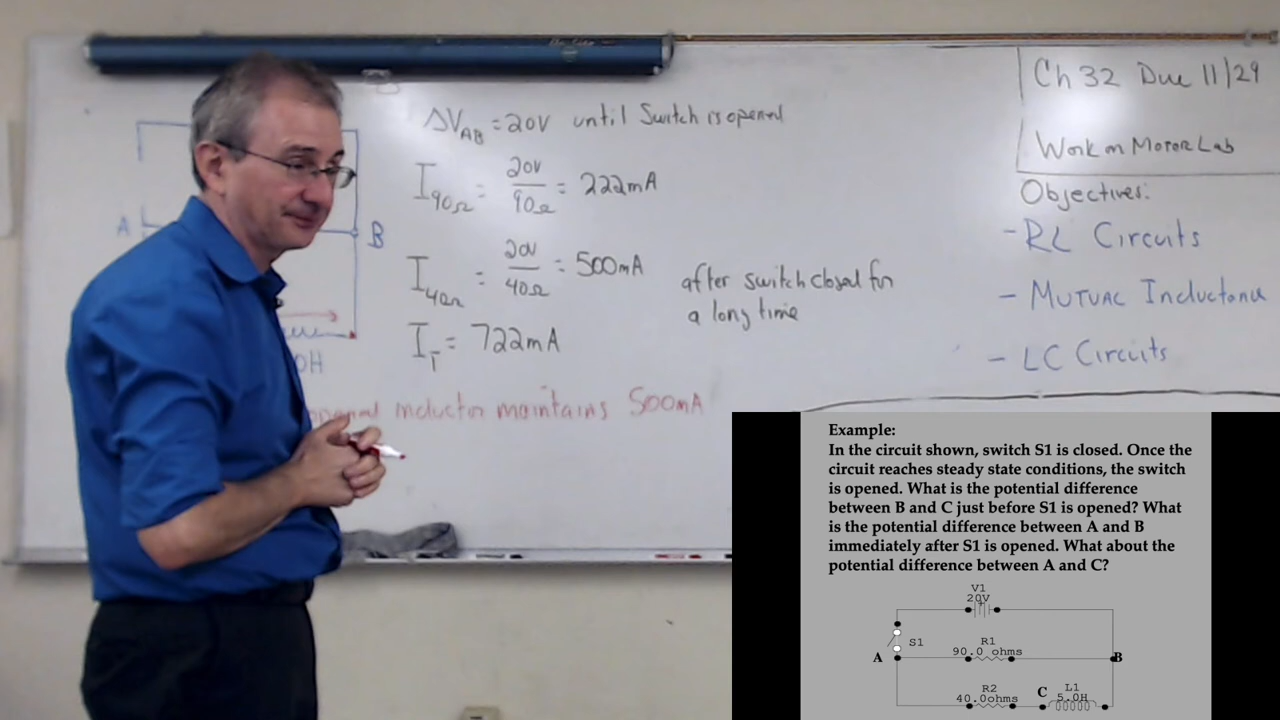 ΔV_AB = 20V until Switch is opened
I_90Ω = 20V/90Ω = 222mA
I_40Ω = 20V/40Ω = 500mA
after switch closed for
a long time
I_T = 722mA
inductor maintains 500mA
A
B
0H
Ch 32 Due 11/29
Work on Motor Lab
Objectives:
- RL Circuits
- Mutual Inductance
- LC Circuits
Example:
In the circuit shown, switch S1 is closed. Once the
circuit reaches steady state conditions, the switch
is opened. What is the potential difference
between B and C just before S1 is opened? What
is the potential difference between A and B
immediately after S1 is opened. What about the
potential difference between A and C?
V1
20V
+
S1
R1
90.0 ohms
A
B
R2
40.0ohms
C
L1
5.0H